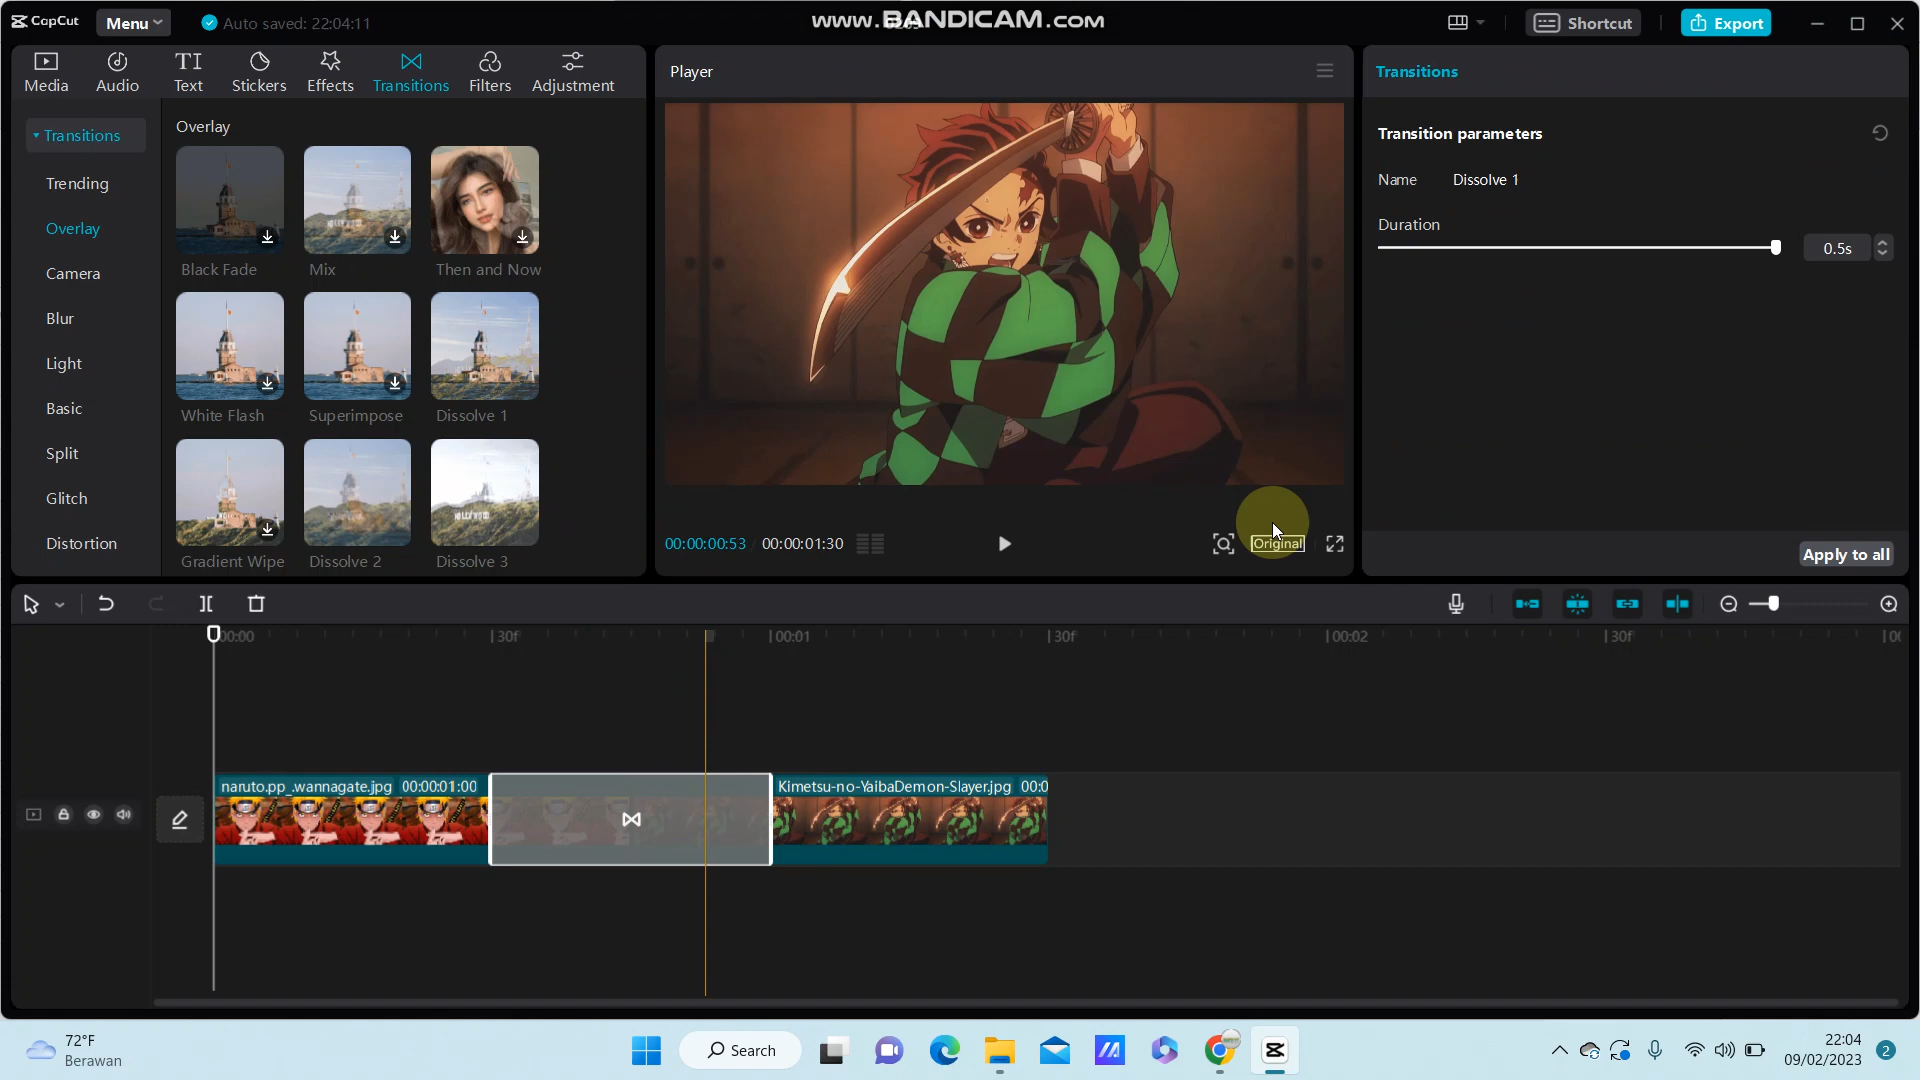 CapCut Menu Auto saved: 22:04:11 www.BANDICAM.com Shortcut Export
Media Audio Text Stickers Effects Transitions Filters Adjustment
Transitions
Trending
Overlay
Camera
Blur
Light
Basic
Split
Glitch
Distortion
Overlay
Black Fade Mix Then and Now
White Flash Superimpose Dissolve 1
Gradient Wipe Dissolve 2 Dissolve 3
Player
00:00:00:53 00:00:01:30 Original
Transitions
Transition parameters
Name Dissolve 1
Duration
0.5s
Apply to all
00:00 30f 00:01 30f 00:02 30f
naruto.pp_.wannagate.jpg 00:00:01:00 Kimetsu-no-YaibaDemon-Slayer.jpg 00:0
72°F
Berawan
Search
22:04
09/02/2023 2